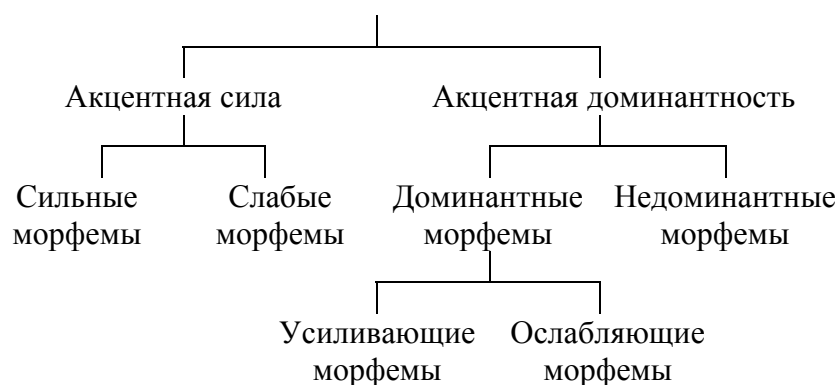 Акцентная сила Акцентная доминантность
Сильные Слабые Доминантные Недоминантные
морфемы морфемы морфемы морфемы
Усиливающие Ослабляющие
морфемы морфемы